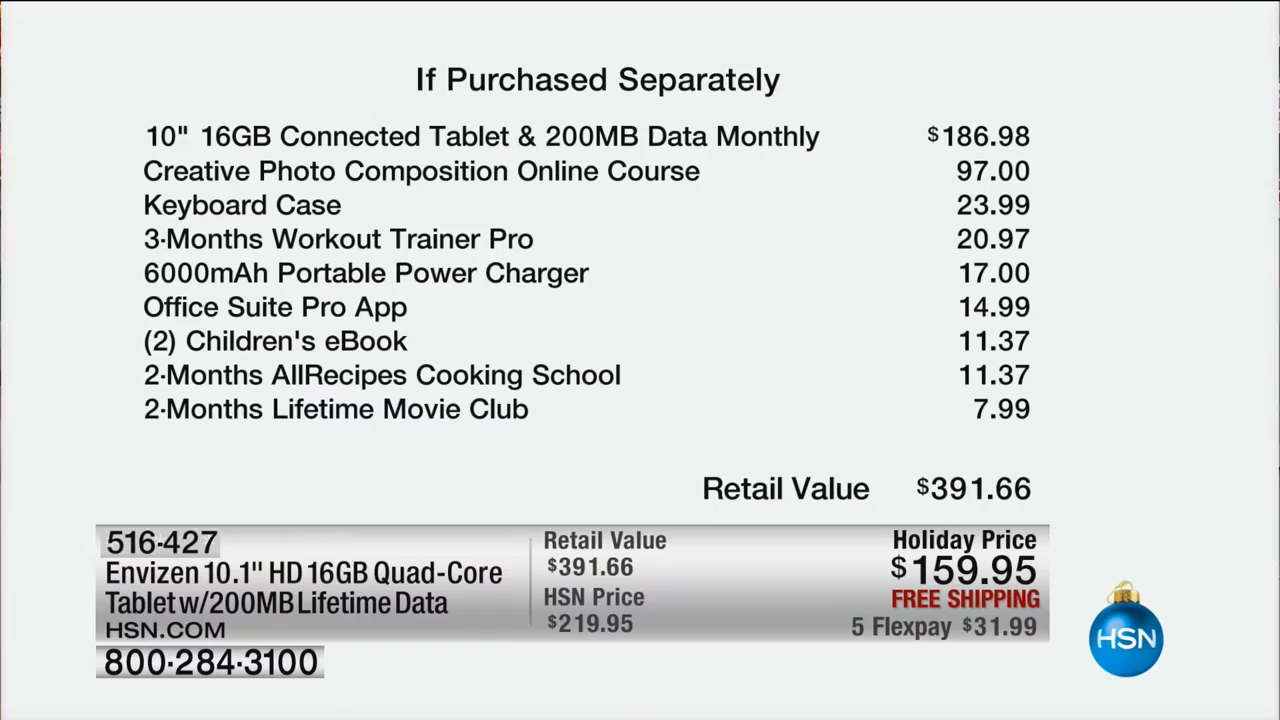 If Purchased Separately
10" 16GB Connected Tablet & 200MB Data Monthly $186.98
Creative Photo Composition Online Course 97.00
Keyboard Case 23.99
3-Months Workout Trainer Pro 20.97
6000mAh Portable Power Charger 17.00
Office Suite Pro App 14.99
(2) Children's eBook 11.37
2-Months AllRecipes Cooking School 11.37
2-Months Lifetime Movie Club 7.99
Retail Value $391.66
516-427
Envizen 10.1" HD 16GB Quad-Core
Tablet w/200MB Lifetime Data
HSN.COM
800-284-3100
Retail Value
$391.66
HSN Price
$219.95
Holiday Price
$159.95
FREE SHIPPING
5 Flexpay $31.99
HSN